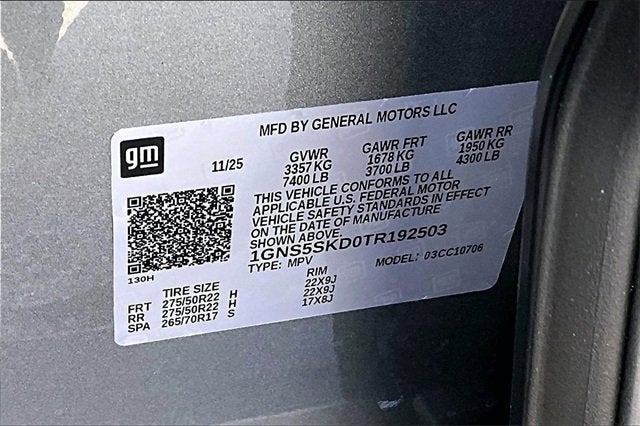 gm
MFD BY GENERAL MOTORS LLC
11/25
GVWR GAWR FRT GAWR RR
3357 KG 1678 KG 1950 KG
7400 LB 3700 LB 4300 LB
THIS VEHICLE CONFORMS TO ALL
APPLICABLE U.S. FEDERAL MOTOR
VEHICLE SAFETY STANDARDS IN EFFECT
ON THE DATE OF MANUFACTURE
SHOWN ABOVE.
1GNS5SKD0TR192503
TYPE: MPV MODEL: 03CC10706
130H
TIRE SIZE RIM
FRT 275/50R22 H 22X9J
RR 275/50R22 H 22X9J
SPA 265/70R17 S 17X8J